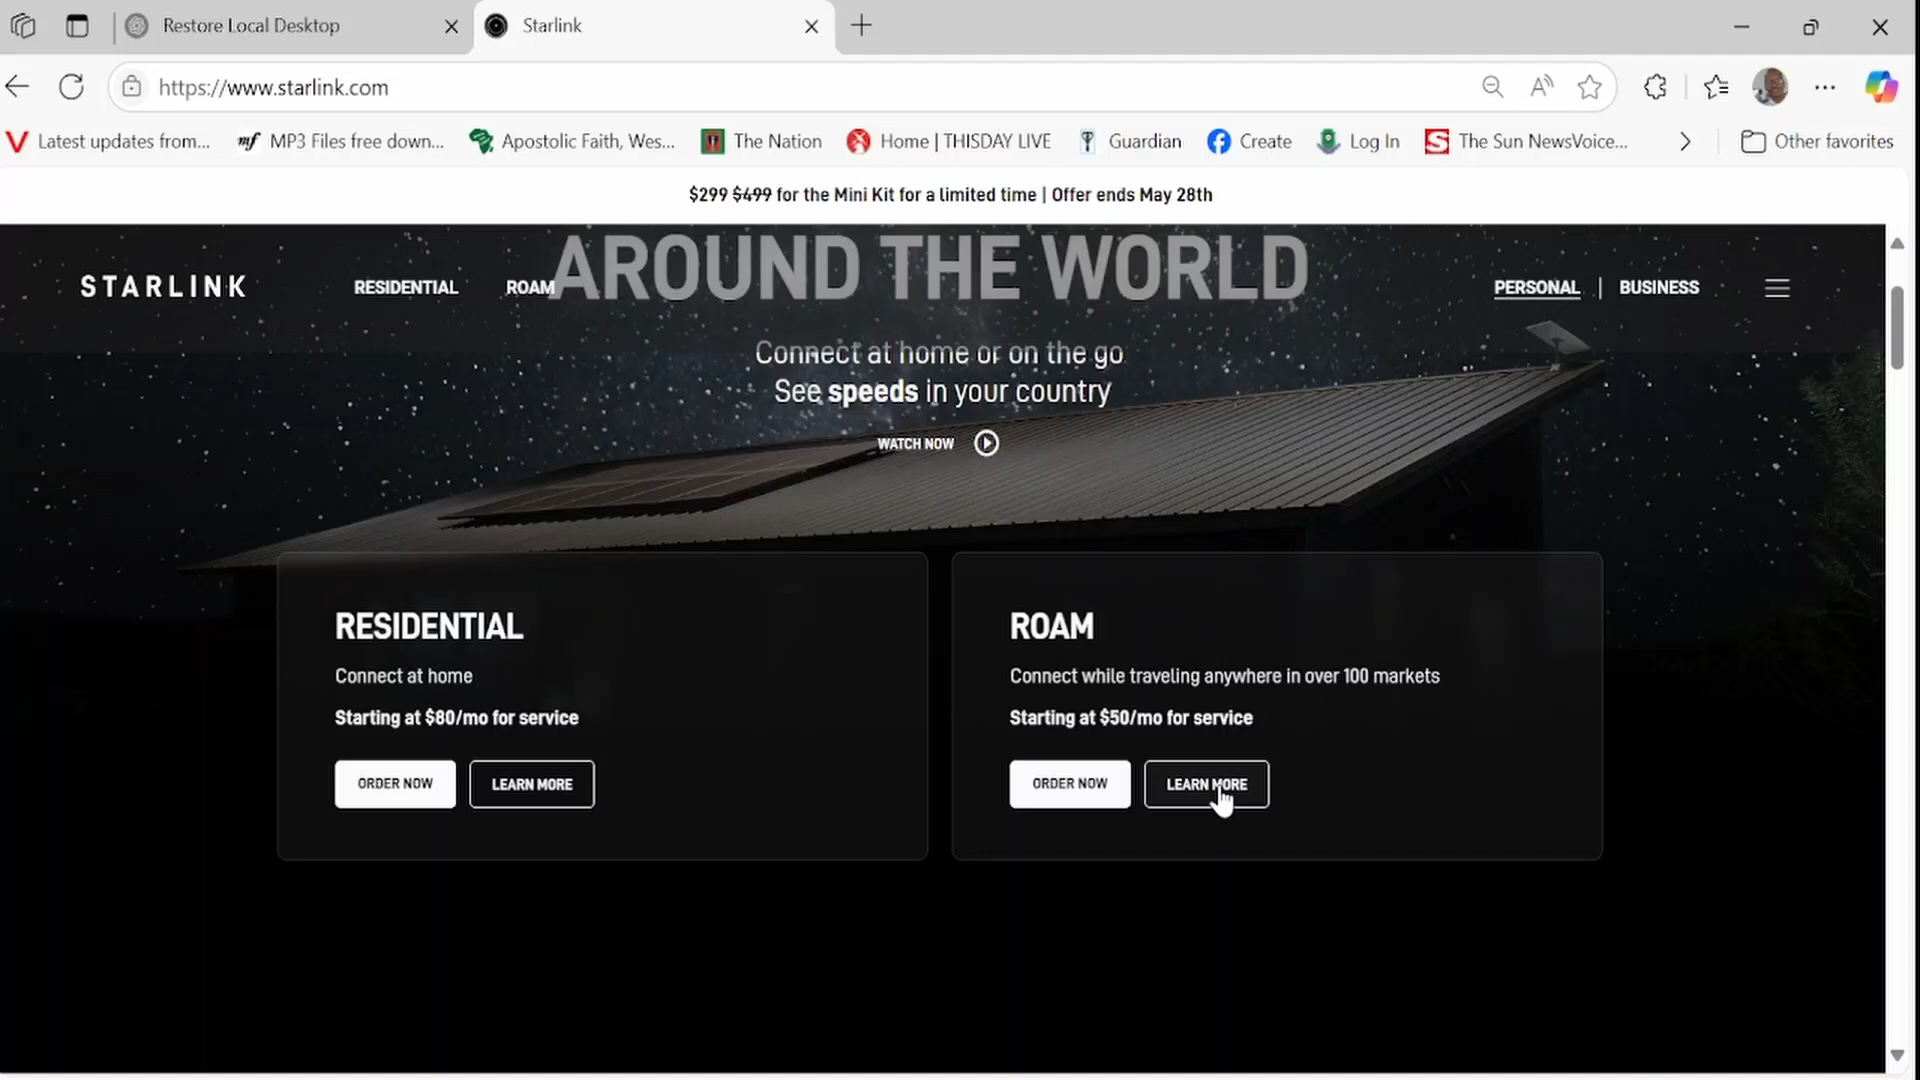 Restore Local Desktop
Starlink
https://www.starlink.com
Latest updates from...
MP3 Files free down...
Apostolic Faith, Wes...
The Nation
Home | THISDAY LIVE
Guardian
Create
Log In
The Sun NewsVoice...
Other favorites
$299 $499 for the Mini Kit for a limited time | Offer ends May 28th
AROUND THE WORLD
STARLINK
RESIDENTIAL
ROAM
PERSONAL | BUSINESS
Connect at home or on the go
See speeds in your country
WATCH NOW
RESIDENTIAL
Connect at home
Starting at $80/mo for service
ORDER NOW
LEARN MORE
ROAM
Connect while traveling anywhere in over 100 markets
Starting at $50/mo for service
ORDER NOW
LEARN MORE